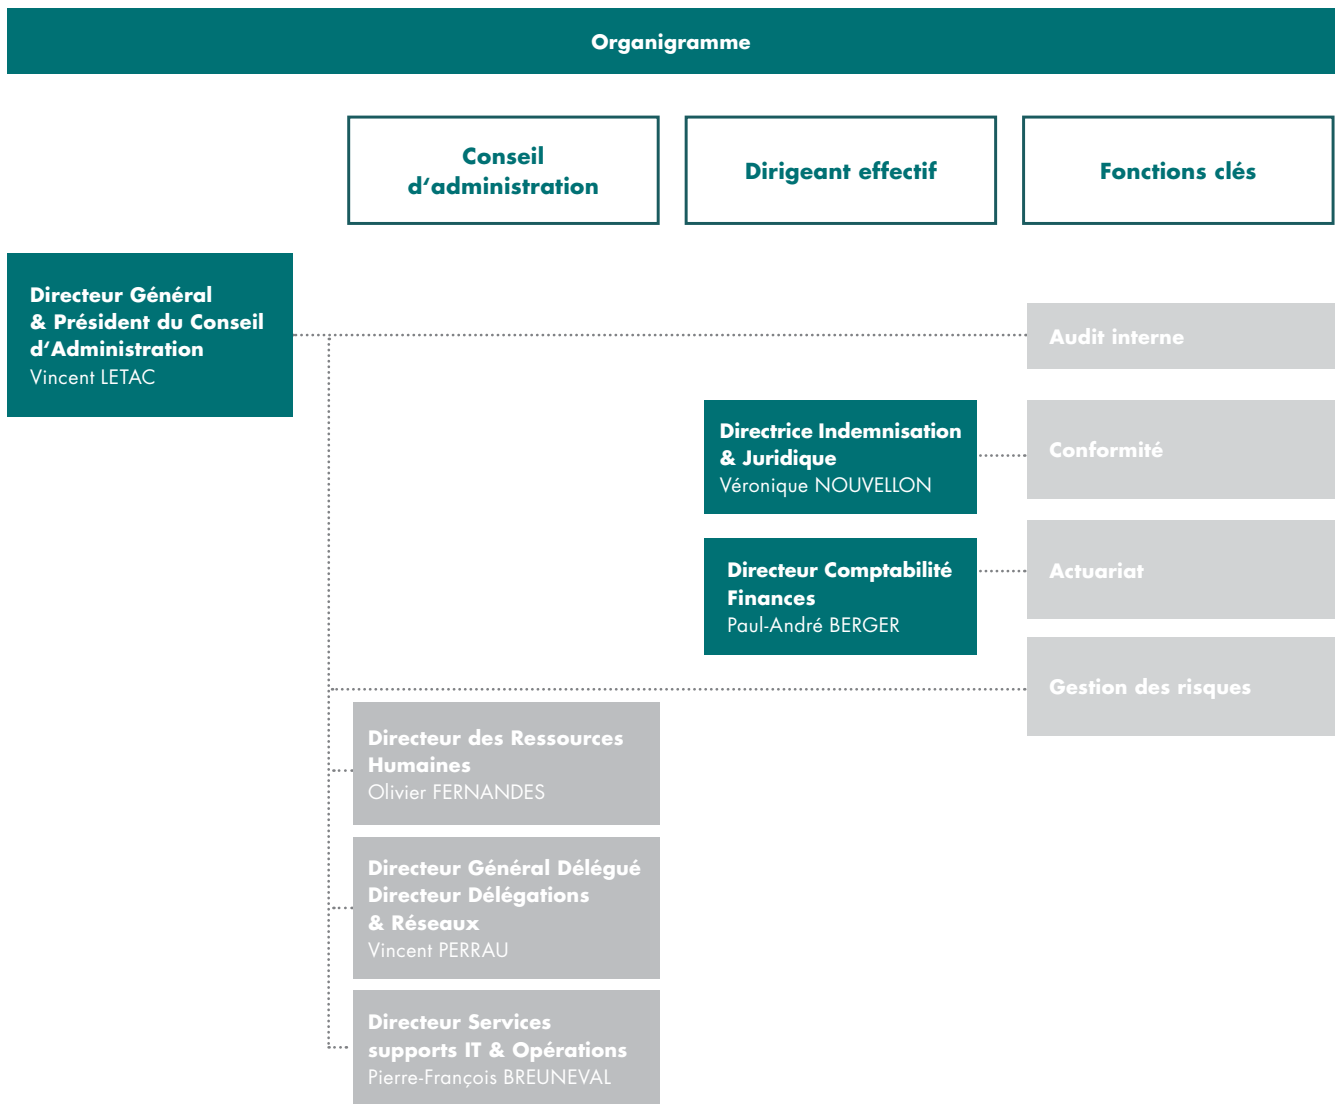 Organigramme
Conseil
d‘administration
Dirigeant effectif
Fonctions clés
Directeur Général
& Président du Conseil
d‘Administration
Vincent LETAC
Audit interne
Directrice Indemnisation
& Juridique
Véronique NOUVELLON
Conformité
Directeur Comptabilité
Finances
Paul-André BERGER
Actuariat
Gestion des risques
Directeur des Ressources
Humaines
Olivier FERNANDES
Directeur Général Délégué
Directeur Délégations
& Réseaux
Vincent PERRAU
Directeur Services
supports IT & Opérations
Pierre-François BREUNEVAL